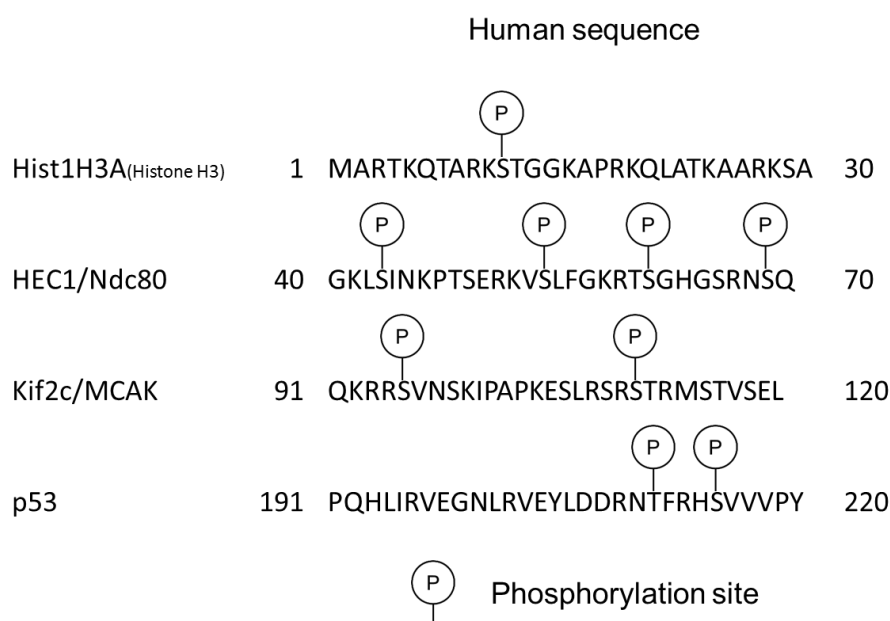 Human sequence
P
Hist1H3A(Histone H3) 1 MARTKQTARKSTGGKAPRKQLATKAARKSA 30
P P P P
HEC1/Ndc80 40 GKLSINKPTSERKVSLFGKRTSGHGSRNSQ 70
P P
Kif2c/MCAK 91 QKRRSVNSKIPAPKESLRSRSTRMSTVSEL 120
P P
p53 191 PQHLIRVEGNLRVEYLDDRNTFRHSVVVPY 220
P Phosphorylation site